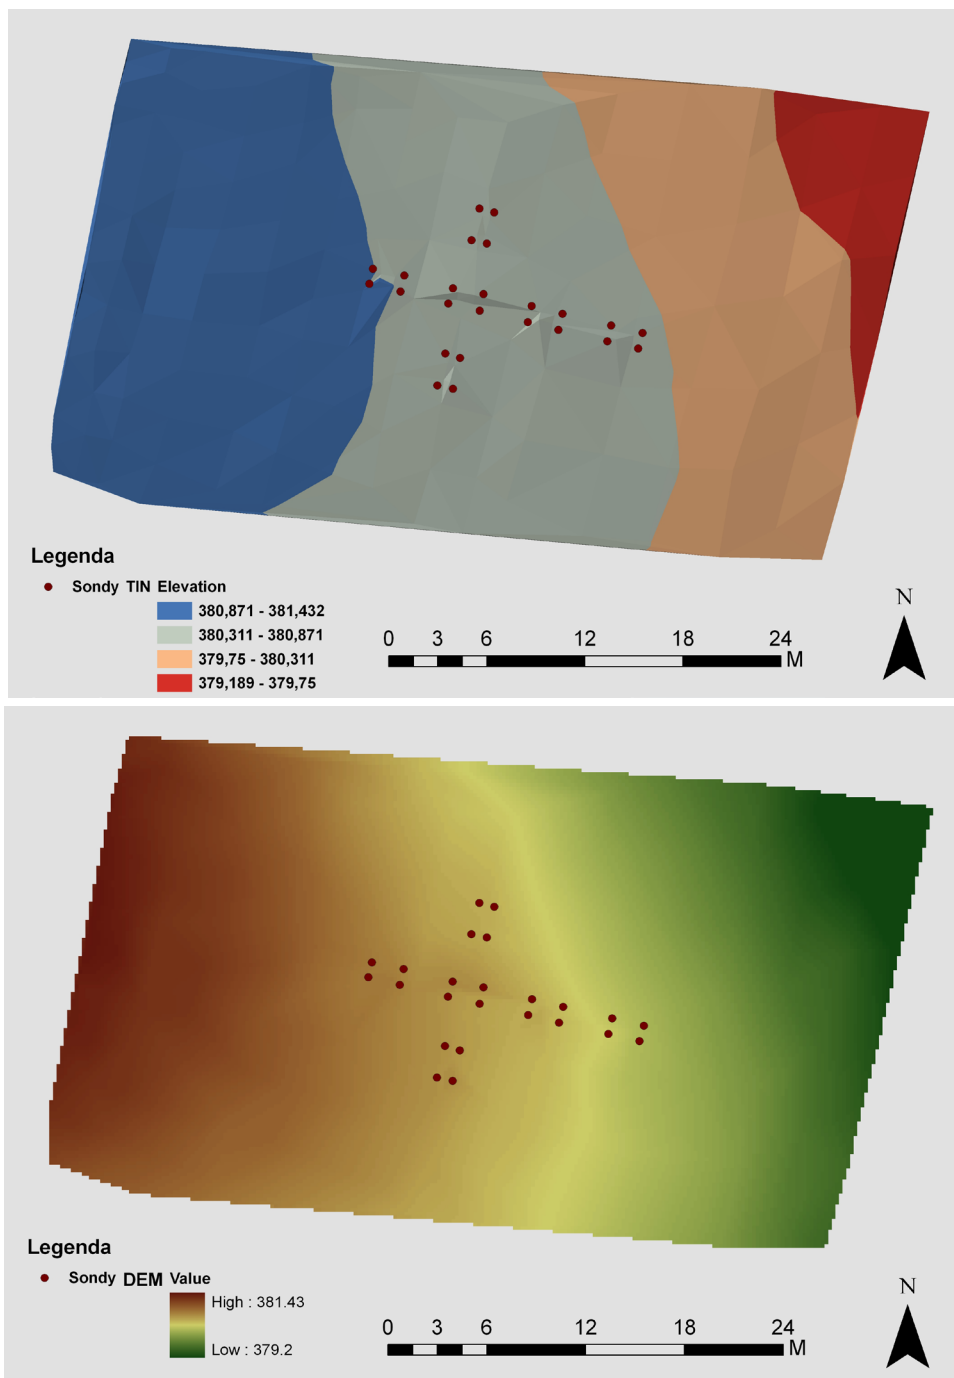 Legenda
Sondy TIN Elevation
380,871 - 381,432
380,311 - 380,871
379,75 - 380,311
379,189 - 379,75
0 3 6 12 18 24
M
N
Legenda
Sondy DEM Value
High : 381.43
Low : 379.2
0 3 6 12 18 24
M
N